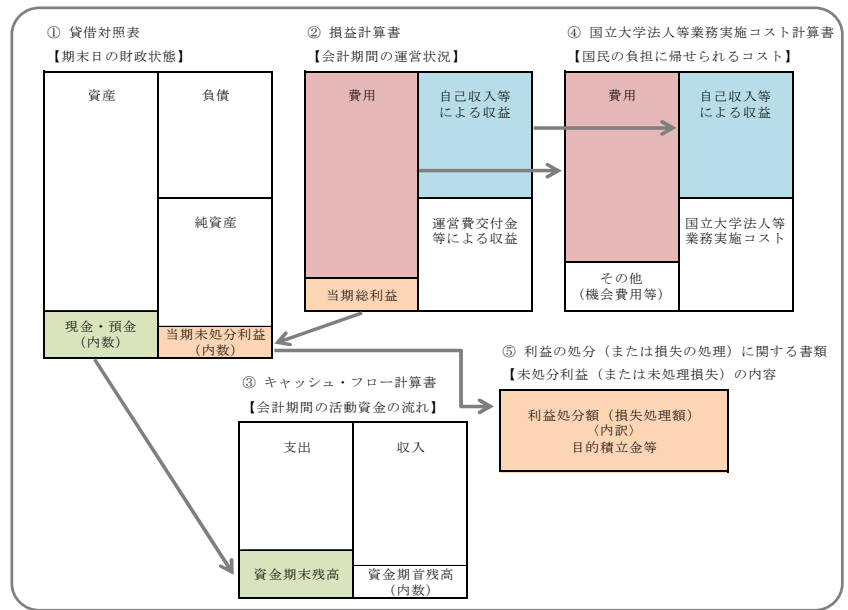 ① 貸借対照表
【期末日の財政状態】
資産
負債
純資産
現金・預金
（内数）
当期未処分利益
（内数）
② 損益計算書
【会計期間の運営状況】
費用
自己収入等
による収益
運営費交付金
等による収益
当期総利益
④ 国立大学法人等業務実施コスト計算書
【国民の負担に帰せられるコスト】
費用
自己収入等
による収益
国立大学法人等
業務実施コスト
その他
（機会費用等）
③ キャッシュ・フロー計算書
【会計期間の活動資金の流れ】
支出
収入
資金期末残高
資金期首残高
（内数）
⑤ 利益の処分（または損失の処理）に関する書類
【未処分利益（または未処理損失）の内容
利益処分額（損失処理額）
〈内訳〉
目的積立金等